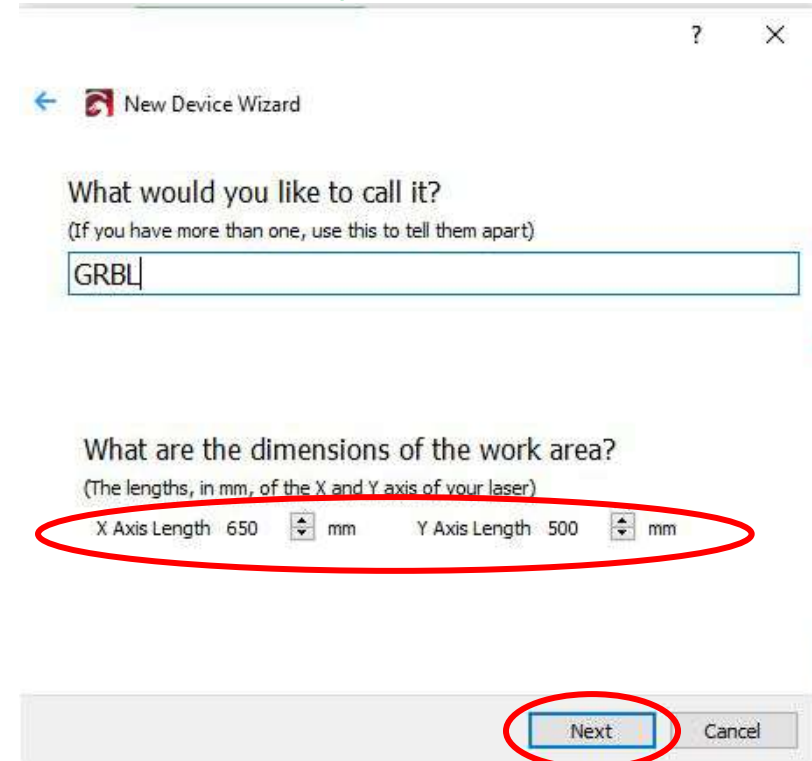 ? ×
← New Device Wizard
What would you like to call it?
(If you have more than one, use this to tell them apart)
GRBL
What are the dimensions of the work area?
(The lengths, in mm, of the X and Y axis of your laser)
X Axis Length 650 mm Y Axis Length 500 mm
Next Cancel